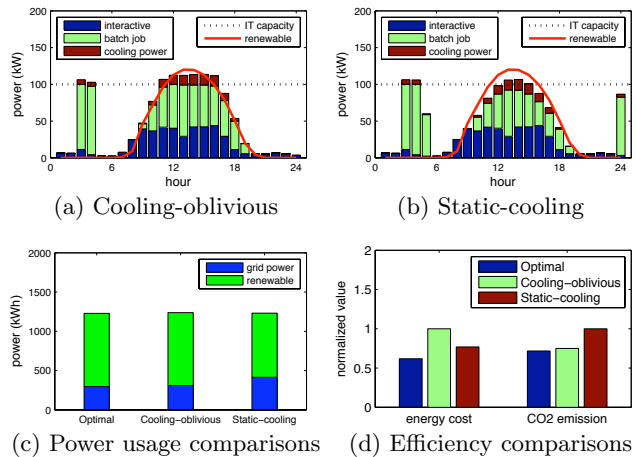 interactive
batch job
cooling power
IT capacity
renewable
power (kW)
200
150
100
50
0
0 6 12 18 24
hour
(a) Cooling-oblivious
interactive
batch job
cooling power
IT capacity
renewable
power (kW)
200
150
100
50
0
0 6 12 18 24
hour
(b) Static-cooling
grid power
renewable
power (kWh)
2000
1500
1000
500
0
Optimal Cooling-oblivious Static-cooling
(c) Power usage comparisons
Optimal
Cooling-oblivious
Static-cooling
normalized value
2
1.5
1
0.5
0
energy cost CO2 emission
(d) Efficiency comparisons